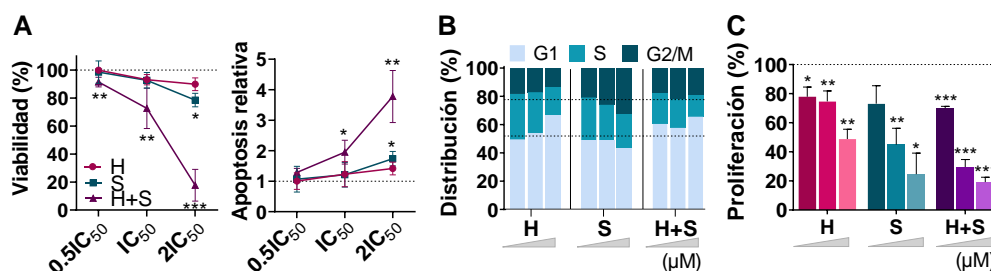 A
Viabilidad (%)
100
80
60
40
20
0
**
**
*
***
H
S
H+S
0.5IC50
IC50
2IC50
Apoptosis relativa
5
4
3
2
1
0
*
**
*
0.5IC50
IC50
2IC50
B
G1 S G2/M
Distribución (%)
100
80
60
40
20
0
H S H+S
(µM)
C
Proliferación (%)
100
80
60
40
20
0
* ** **
** *
*** *** **
H S H+S
(µM)